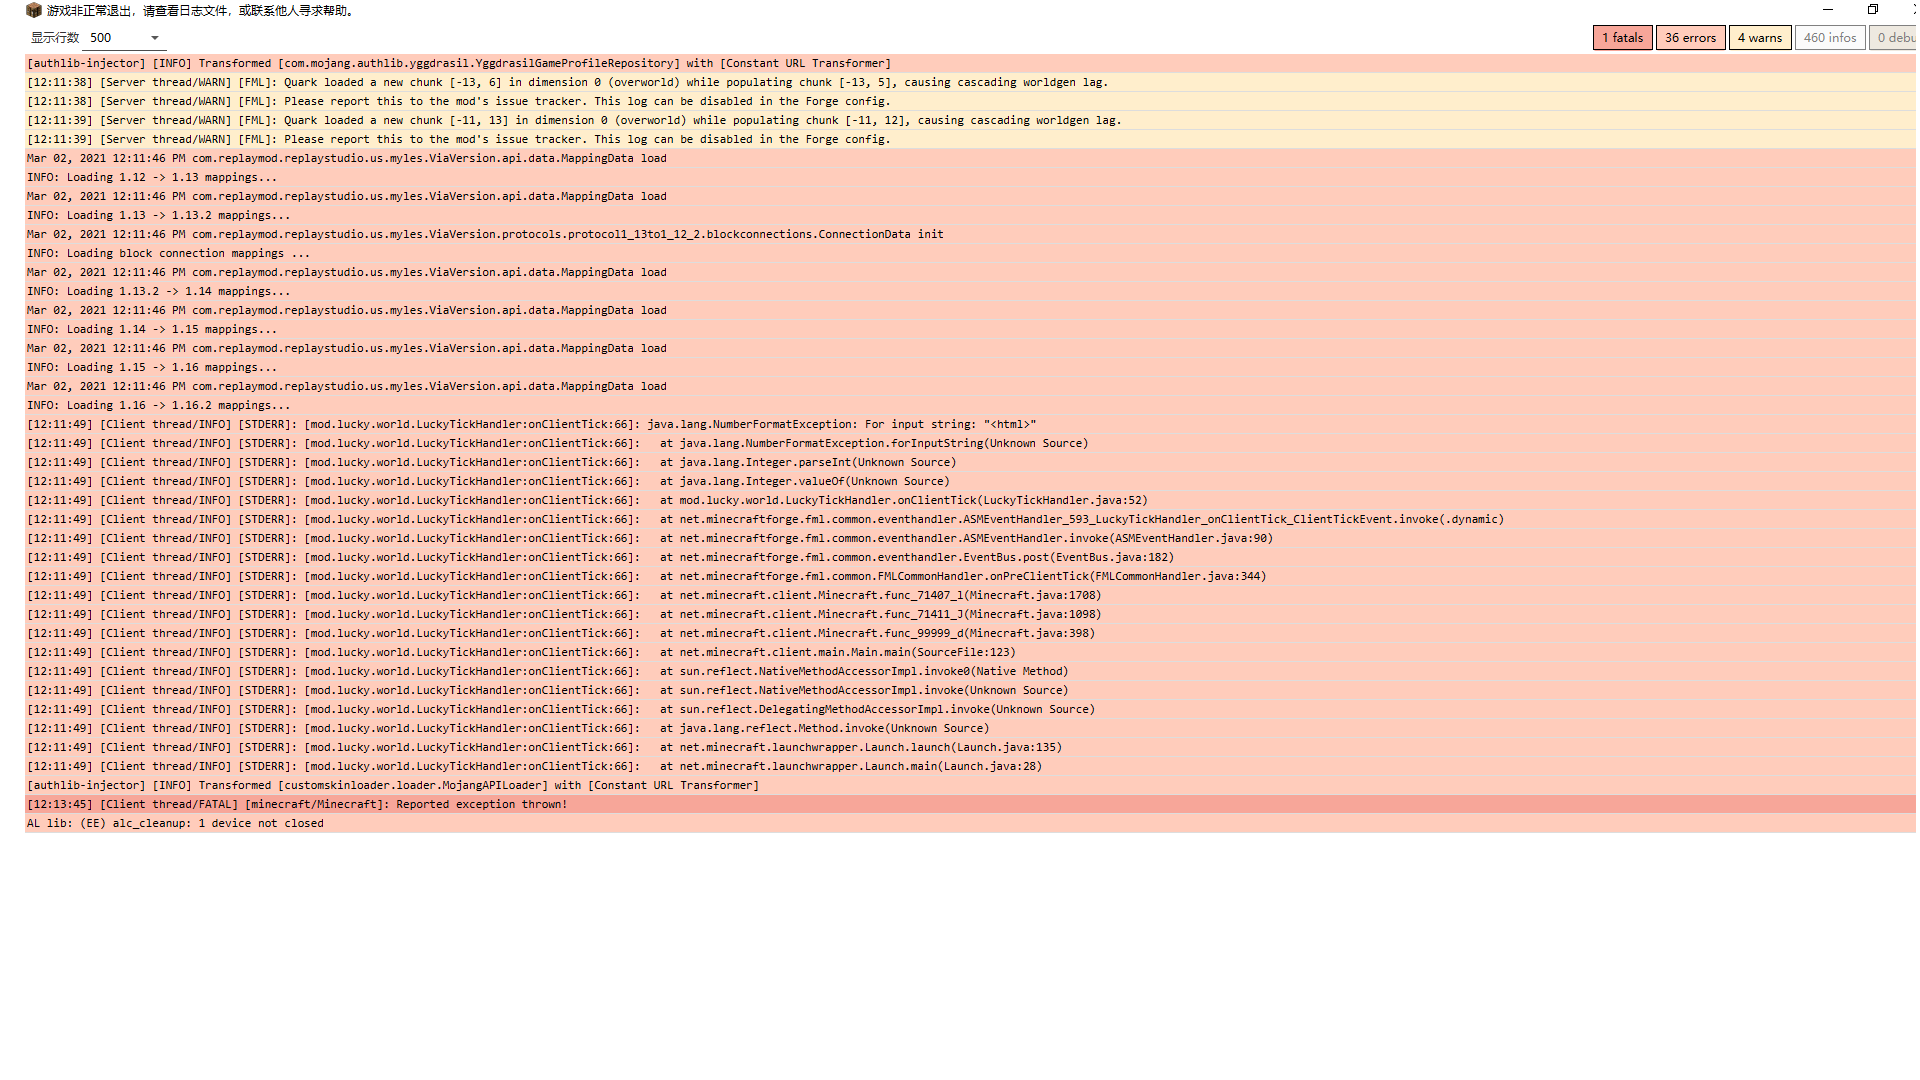 游戏非正常退出，请查看日志文件，或联系他人寻求帮助。
显示行数 500 1 fatals 36 errors 4 warns 460 infos 0 debu
[authlib-injector] [INFO] Transformed [com.mojang.authlib.yggdrasil.YggdrasilGameProfileRepository] with [Constant URL Transformer]
[12:11:38] [Server thread/WARN] [FML]: Quark loaded a new chunk [-13, 6] in dimension 0 (overworld) while populating chunk [-13, 5], causing cascading worldgen lag.
[12:11:38] [Server thread/WARN] [FML]: Please report this to the mod's issue tracker. This log can be disabled in the Forge config.
[12:11:39] [Server thread/WARN] [FML]: Quark loaded a new chunk [-11, 13] in dimension 0 (overworld) while populating chunk [-11, 12], causing cascading worldgen lag.
[12:11:39] [Server thread/WARN] [FML]: Please report this to the mod's issue tracker. This log can be disabled in the Forge config.
Mar 02, 2021 12:11:46 PM com.replaymod.replaystudio.us.myles.ViaVersion.api.data.MappingData load
INFO: Loading 1.12 -> 1.13 mappings...
Mar 02, 2021 12:11:46 PM com.replaymod.replaystudio.us.myles.ViaVersion.api.data.MappingData load
INFO: Loading 1.13 -> 1.13.2 mappings...
Mar 02, 2021 12:11:46 PM com.replaymod.replaystudio.us.myles.ViaVersion.protocols.protocol1_13to1_12_2.blockconnections.ConnectionData init
INFO: Loading block connection mappings ...
Mar 02, 2021 12:11:46 PM com.replaymod.replaystudio.us.myles.ViaVersion.api.data.MappingData load
INFO: Loading 1.13.2 -> 1.14 mappings...
Mar 02, 2021 12:11:46 PM com.replaymod.replaystudio.us.myles.ViaVersion.api.data.MappingData load
INFO: Loading 1.14 -> 1.15 mappings...
Mar 02, 2021 12:11:46 PM com.replaymod.replaystudio.us.myles.ViaVersion.api.data.MappingData load
INFO: Loading 1.15 -> 1.16 mappings...
Mar 02, 2021 12:11:46 PM com.replaymod.replaystudio.us.myles.ViaVersion.api.data.MappingData load
INFO: Loading 1.16 -> 1.16.2 mappings...
[12:11:49] [Client thread/INFO] [STDERR]: [mod.lucky.world.LuckyTickHandler:onClientTick:66]: java.lang.NumberFormatException: For input string: "<html>"
[12:11:49] [Client thread/INFO] [STDERR]: [mod.lucky.world.LuckyTickHandler:onClientTick:66]: at java.lang.NumberFormatException.forInputString(Unknown Source)
[12:11:49] [Client thread/INFO] [STDERR]: [mod.lucky.world.LuckyTickHandler:onClientTick:66]: at java.lang.Integer.parseInt(Unknown Source)
[12:11:49] [Client thread/INFO] [STDERR]: [mod.lucky.world.LuckyTickHandler:onClientTick:66]: at java.lang.Integer.valueOf(Unknown Source)
[12:11:49] [Client thread/INFO] [STDERR]: [mod.lucky.world.LuckyTickHandler:onClientTick:66]: at mod.lucky.world.LuckyTickHandler.onClientTick(LuckyTickHandler.java:52)
[12:11:49] [Client thread/INFO] [STDERR]: [mod.lucky.world.LuckyTickHandler:onClientTick:66]: at net.minecraftforge.fml.common.eventhandler.ASMEventHandler_593_LuckyTickHandler_onClientTick_ClientTickEvent.invoke(.dynamic)
[12:11:49] [Client thread/INFO] [STDERR]: [mod.lucky.world.LuckyTickHandler:onClientTick:66]: at net.minecraftforge.fml.common.eventhandler.ASMEventHandler.invoke(ASMEventHandler.java:90)
[12:11:49] [Client thread/INFO] [STDERR]: [mod.lucky.world.LuckyTickHandler:onClientTick:66]: at net.minecraftforge.fml.common.eventhandler.EventBus.post(EventBus.java:182)
[12:11:49] [Client thread/INFO] [STDERR]: [mod.lucky.world.LuckyTickHandler:onClientTick:66]: at net.minecraftforge.fml.common.FMLCommonHandler.onPreClientTick(FMLCommonHandler.java:344)
[12:11:49] [Client thread/INFO] [STDERR]: [mod.lucky.world.LuckyTickHandler:onClientTick:66]: at net.minecraft.client.Minecraft.func_71407_l(Minecraft.java:1708)
[12:11:49] [Client thread/INFO] [STDERR]: [mod.lucky.world.LuckyTickHandler:onClientTick:66]: at net.minecraft.client.Minecraft.func_71411_J(Minecraft.java:1098)
[12:11:49] [Client thread/INFO] [STDERR]: [mod.lucky.world.LuckyTickHandler:onClientTick:66]: at net.minecraft.client.Minecraft.func_99999_d(Minecraft.java:398)
[12:11:49] [Client thread/INFO] [STDERR]: [mod.lucky.world.LuckyTickHandler:onClientTick:66]: at net.minecraft.client.main.Main.main(SourceFile:123)
[12:11:49] [Client thread/INFO] [STDERR]: [mod.lucky.world.LuckyTickHandler:onClientTick:66]: at sun.reflect.NativeMethodAccessorImpl.invoke0(Native Method)
[12:11:49] [Client thread/INFO] [STDERR]: [mod.lucky.world.LuckyTickHandler:onClientTick:66]: at sun.reflect.NativeMethodAccessorImpl.invoke(Unknown Source)
[12:11:49] [Client thread/INFO] [STDERR]: [mod.lucky.world.LuckyTickHandler:onClientTick:66]: at sun.reflect.DelegatingMethodAccessorImpl.invoke(Unknown Source)
[12:11:49] [Client thread/INFO] [STDERR]: [mod.lucky.world.LuckyTickHandler:onClientTick:66]: at java.lang.reflect.Method.invoke(Unknown Source)
[12:11:49] [Client thread/INFO] [STDERR]: [mod.lucky.world.LuckyTickHandler:onClientTick:66]: at net.minecraft.launchwrapper.Launch.launch(Launch.java:135)
[12:11:49] [Client thread/INFO] [STDERR]: [mod.lucky.world.LuckyTickHandler:onClientTick:66]: at net.minecraft.launchwrapper.Launch.main(Launch.java:28)
[authlib-injector] [INFO] Transformed [customskinloader.loader.MojangAPILoader] with [Constant URL Transformer]
[12:13:45] [Client thread/FATAL] [minecraft/Minecraft]: Reported exception thrown!
AL lib: (EE) alc_cleanup: 1 device not closed